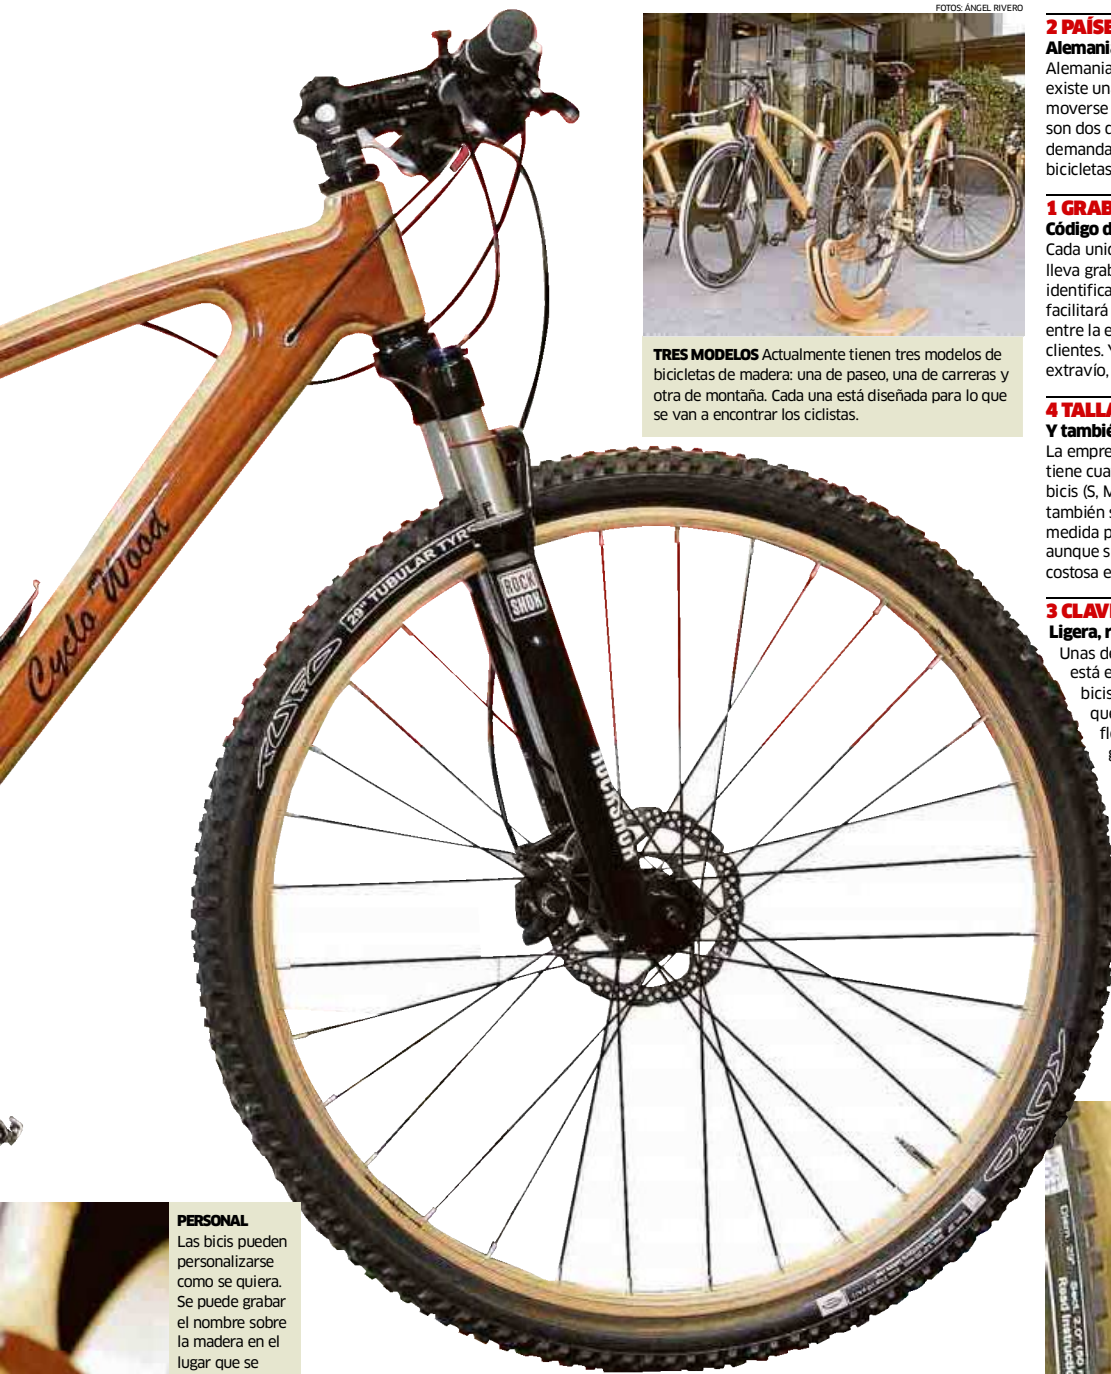 FOTOS: ÁNGEL RIVERO
TRES MODELOS Actualmente tienen tres modelos de
bicicletas de madera: una de paseo, una de carreras y
otra de montaña. Cada una está diseñada para lo que
se van a encontrar los ciclistas.
2 PAÍSE
Alemania
Alemania
existe un
moverse
son dos d
demanda
bicicletas
1 GRAB
Código d
Cada unid
lleva grab
identifica
facilitará
entre la e
clientes. Y
extravío,
4 TALLA
Y tambié
La empre
tiene cua
bicis (S, M
también s
medida p
aunque s
costosa e
3 CLAVE
Ligera, r
Unas de
está e
bicis
que
fle
g
Cyclo Wood
29" TUBULAR TYRE
TUFO
ROCK
SHOX
ROCKSHOX
TUFO
PERSONAL
Las bicis pueden
personalizarse
como se quiera.
Se puede grabar
el nombre sobre
la madera en el
lugar que se